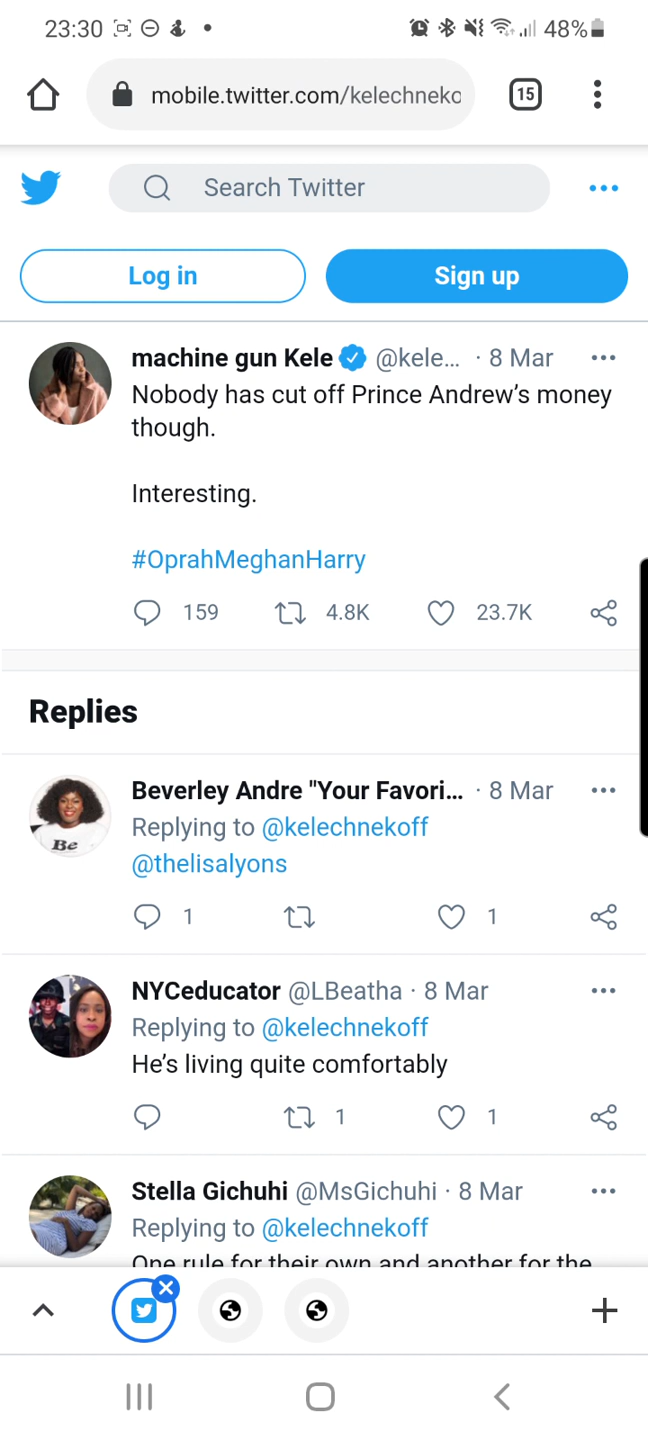 23:30 48%
mobile.twitter.com/kelechneko 15
Search Twitter
Log in Sign up
machine gun Kele @kele... · 8 Mar
Nobody has cut off Prince Andrew’s money
though.
Interesting.
#OprahMeghanHarry
159 4.8K 23.7K
Replies
Beverley Andre "Your Favori... · 8 Mar
Replying to @kelechnekoff
@thelisalyons
1 1
Be
NYCeducator @LBeatha · 8 Mar
Replying to @kelechnekoff
He’s living quite comfortably
1 1
Stella Gichuhi @MsGichuhi · 8 Mar
Replying to @kelechnekoff
One rule for their own and another for the